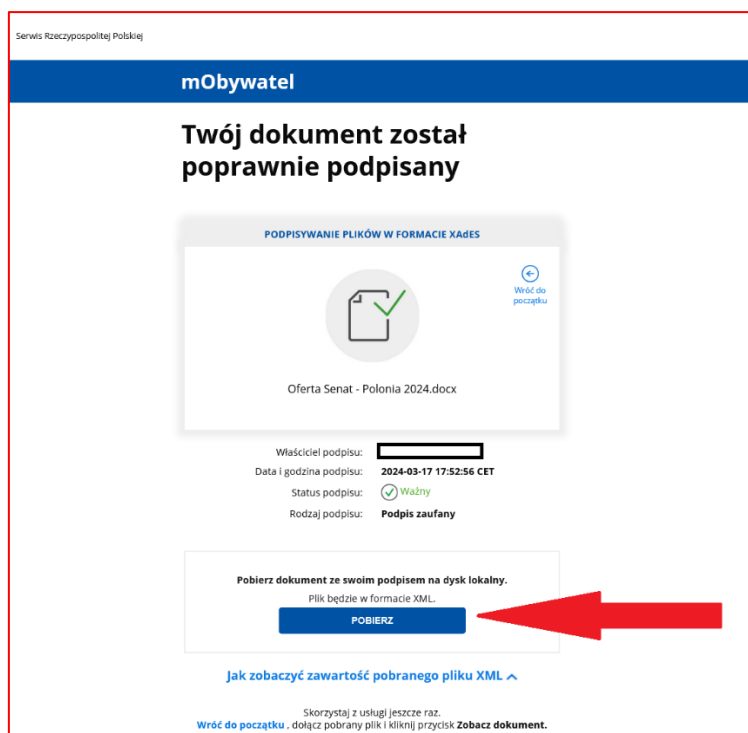 Serwis Rzeczypospolitej Polskiej
mObywatel
Twój dokument został
poprawnie podpisany
PODPISYWANIE PLIKÓW W FORMACIE XAdES
Wróć do
początku
Oferta Senat - Polonia 2024.docx
Właściciel podpisu:
Data i godzina podpisu: 2024-03-17 17:52:56 CET
Status podpisu: Ważny
Rodzaj podpisu: Podpis zaufany
Pobierz dokument ze swoim podpisem na dysk lokalny.
Plik będzie w formacie XML.
POBIERZ
Jak zobaczyć zawartość pobranego pliku XML
Skorzystaj z usługi jeszcze raz.
Wróć do początku , dołącz pobrany plik i kliknij przycisk Zobacz dokument.